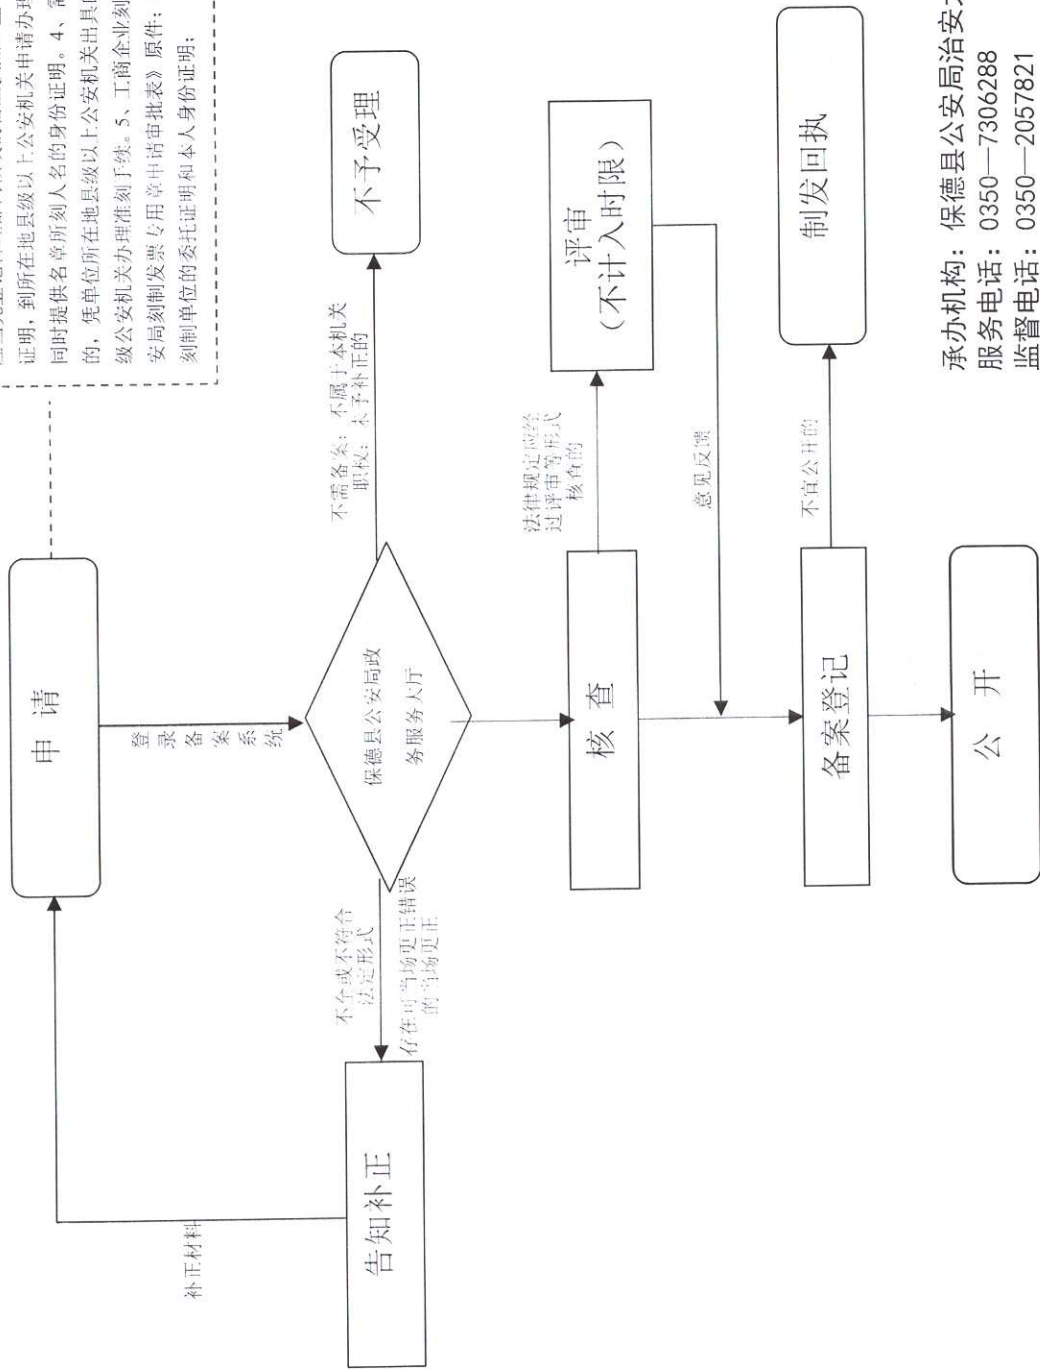 证明，到所在地县级以上公安机关申请办理
同时提供名章所刻人名的身份证明。4、需
的，凭单位所在地县级以上公安机关出具
级公安机关办理准刻手续。5、工商企业刻
安局刻制发票专用章申请审批表》原件；
刻制单位的委托证明和本人身份证明；
申 请
登录备案系统
补正材料
保德县公安局政
务服务大厅
不需备案；不属于本机关
职权；未予补正的
不予受理
不全或不符合
法定形式
存在可当场更正错误
的当场更正
告知补正
核 查
法律规定应经
过评审等形式
核查的
评审
（不计入时限）
意见反馈
备案登记
不宜公开的
制发回执
公 开
承办机构：保德县公安局治安
服务电话：0350—7306288
监督电话：0350—2057821